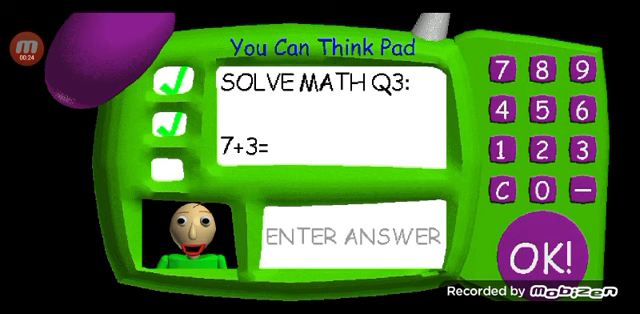 You Can Think Pad
00:24
SOLVE MATH Q3:
7+3=
7 8 9
4 5 6
1 2 3
C 0 −
ENTER ANSWER
OK!
Recorded by Mobizen